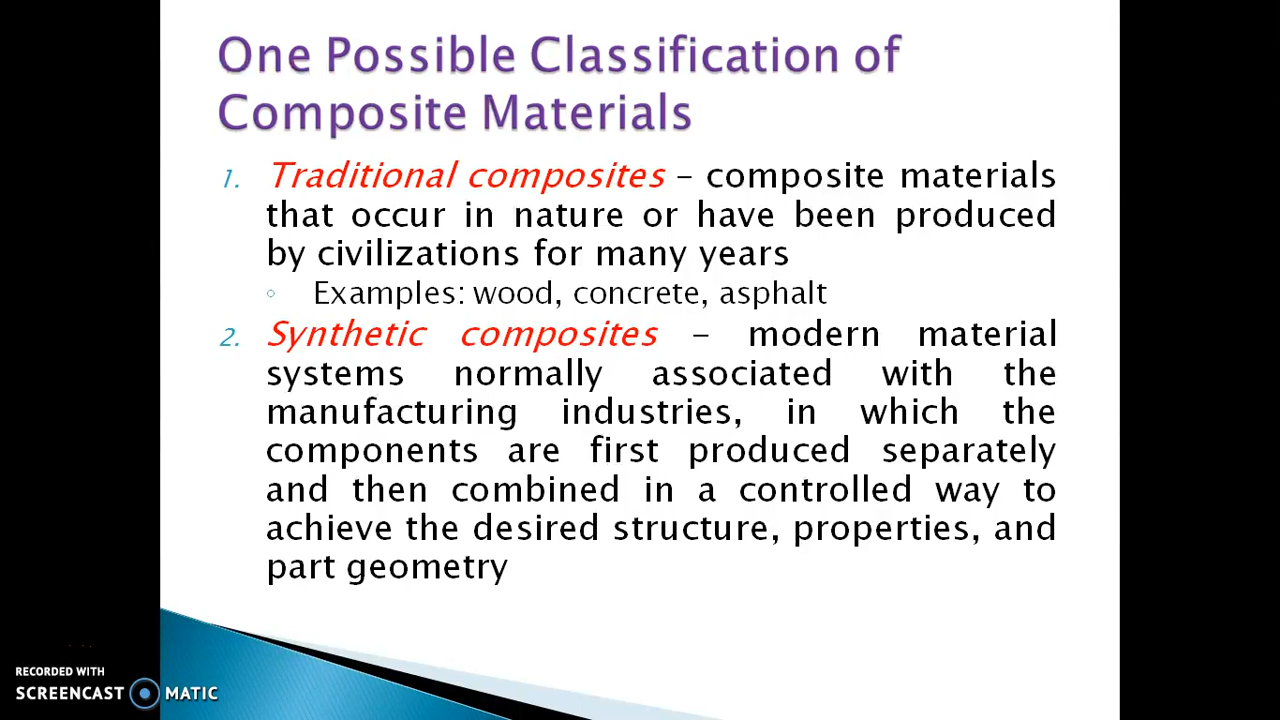 One Possible Classification of
Composite Materials
1. Traditional composites – composite materials
that occur in nature or have been produced
by civilizations for many years
◦ Examples: wood, concrete, asphalt
2. Synthetic composites – modern material
systems normally associated with the
manufacturing industries, in which the
components are first produced separately
and then combined in a controlled way to
achieve the desired structure, properties, and
part geometry
RECORDED WITH
SCREENCAST MATIC